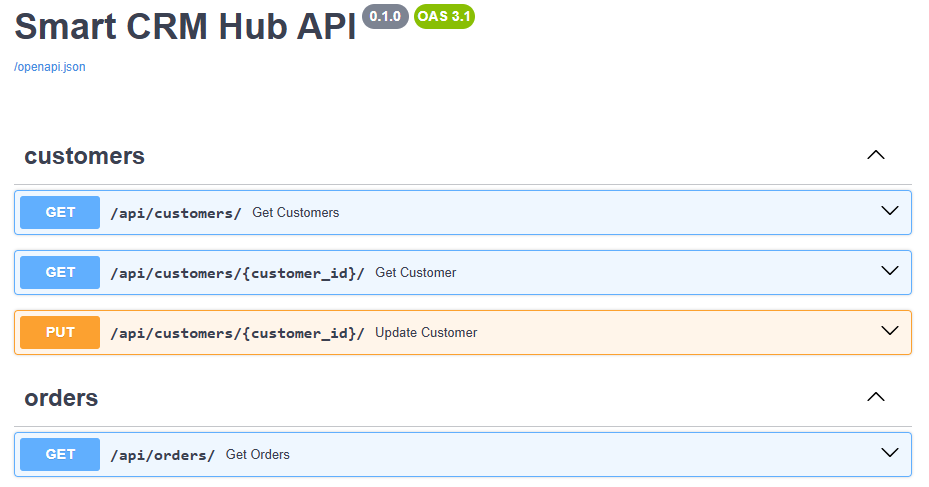 Smart CRM Hub API 0.1.0 OAS 3.1
/openapi.json
customers
GET /api/customers/ Get Customers
GET /api/customers/{customer_id}/ Get Customer
PUT /api/customers/{customer_id}/ Update Customer
orders
GET /api/orders/ Get Orders